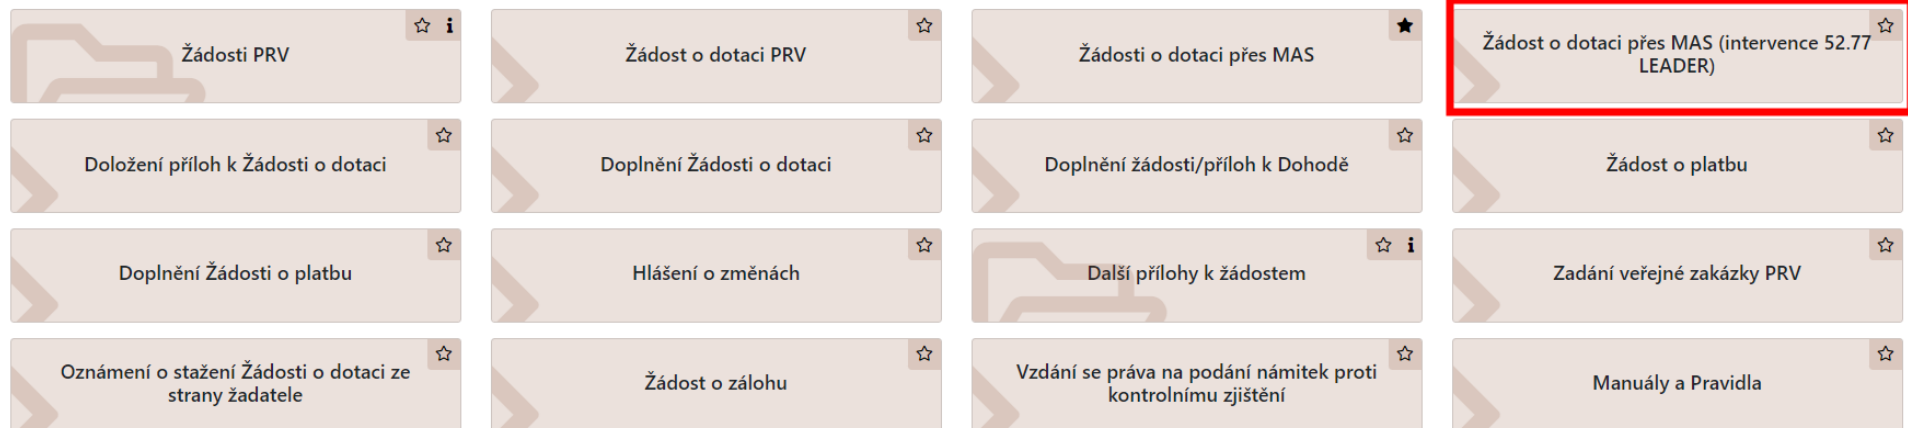 Žádosti PRV
Žádost o dotaci PRV
Žádosti o dotaci přes MAS
Žádost o dotaci přes MAS (intervence 52.77
LEADER)
Doložení příloh k Žádosti o dotaci
Doplnění Žádosti o dotaci
Doplnění žádosti/příloh k Dohodě
Žádost o platbu
Doplnění Žádosti o platbu
Hlášení o změnách
Další přílohy k žádostem
Zadání veřejné zakázky PRV
Oznámení o stažení Žádosti o dotaci ze
strany žadatele
Žádost o zálohu
Vzdání se práva na podání námitek proti
kontrolnímu zjištění
Manuály a Pravidla